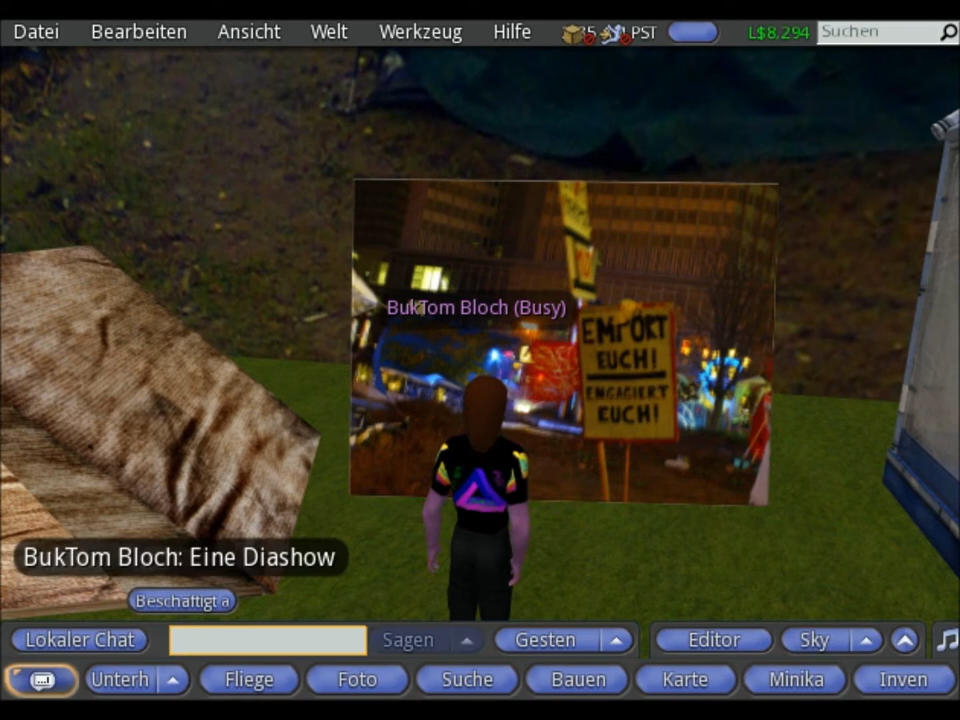 Datei Bearbeiten Ansicht Welt Werkzeug Hilfe PST L$8.294 Suchen
BukTom Bloch (Busy)
EMPÖRT
EUCH!
ENGAGIERT
EUCH!
BukTom Bloch: Eine Diashow
Beschäftigt a
Lokaler Chat Sagen Gesten Editor Sky
Unterh Fliege Foto Suche Bauen Karte Minika Inven